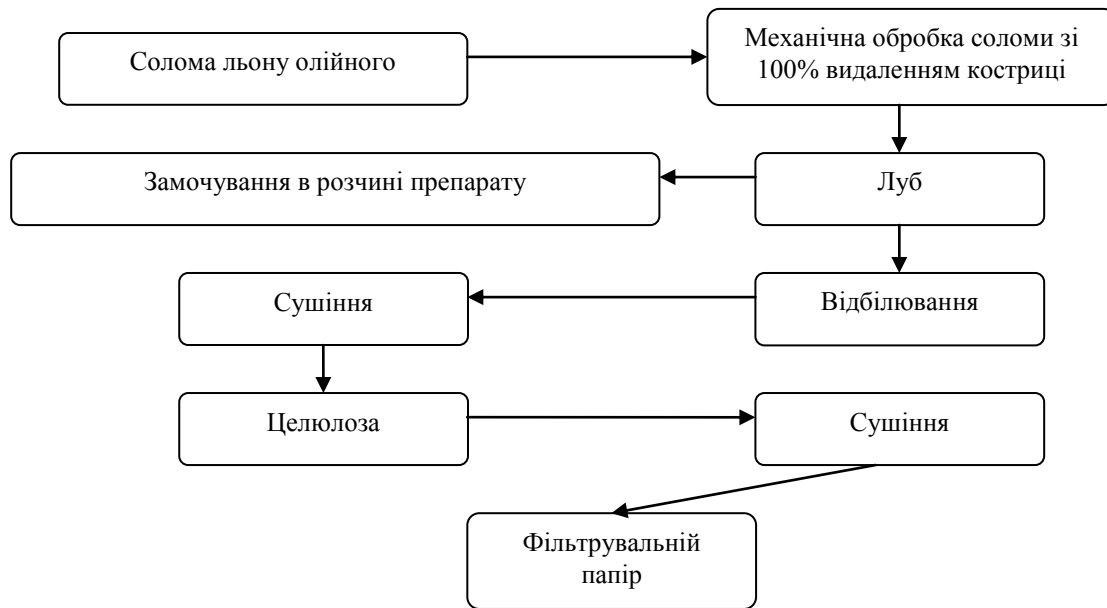 Солома льону олійного
Механічна обробка соломи зі
100% видаленням костриці
Замочування в розчині препарату
Луб
Сушіння
Відбілювання
Целюлоза
Сушіння
Фільтрувальній
папір